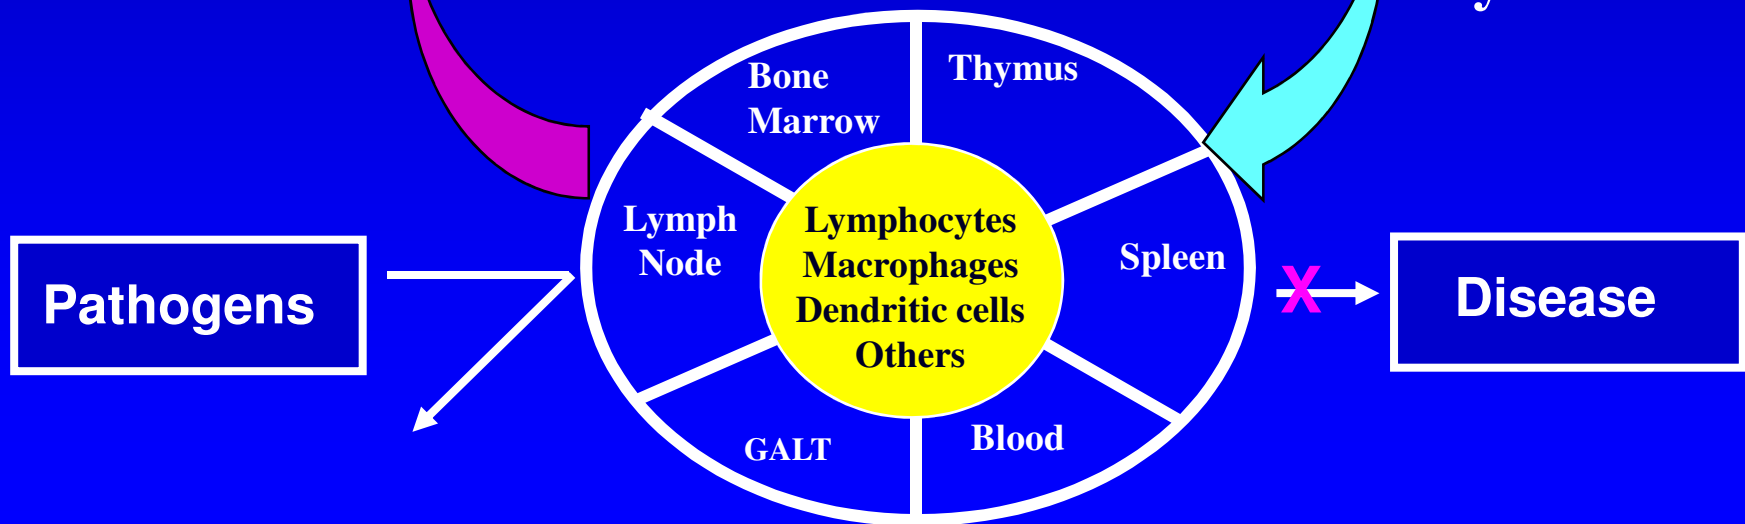 Bone
Marrow
Thymus
Lymph
Node
Lymphocytes
Macrophages
Dendritic cells
Others
Spleen
Pathogens
X
Disease
GALT
Blood